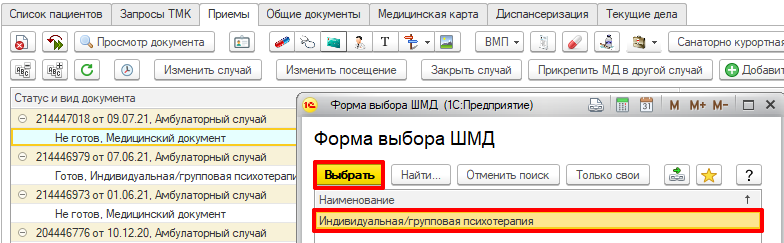 Список пациентов Запросы ТМК Приемы Общие документы Медицинская карта Диспансеризация Текущие дела
Просмотр документа T ВМП Санаторно курортная
Изменить случай Изменить посещение Закрыть случай Прикрепить МД в другой случай Добавит
Статус и вид документа
214447018 от 09.07.21, Амбулаторный случай
Не готов, Медицинский документ
214446979 от 07.06.21, Амбулаторный случай
Готов, Индивидуальная/групповая психотерапи
214446973 от 01.06.21, Амбулаторный случай
Не готов, Медицинский документ
204446776 от 10.12.20, Амбулаторный случай
Форма выбора ШМД (1С:Предприятие) M M+ M-
Форма выбора ШМД
Выбрать Найти... Отменить поиск Только свои ?
Наименование
Индивидуальная/групповая психотерапия